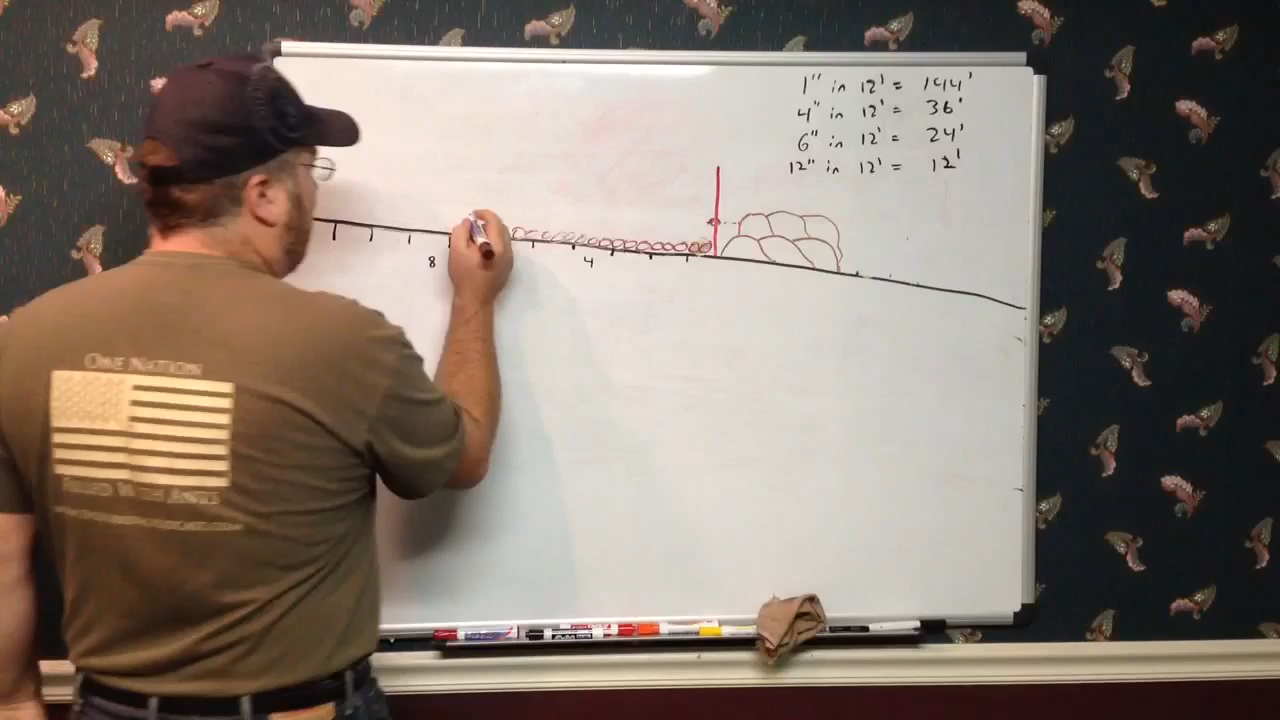 1" in 12' = 144'
4" in 12' = 36'
6" in 12' = 24'
12" in 12' = 12'
8
4
ONE NATION